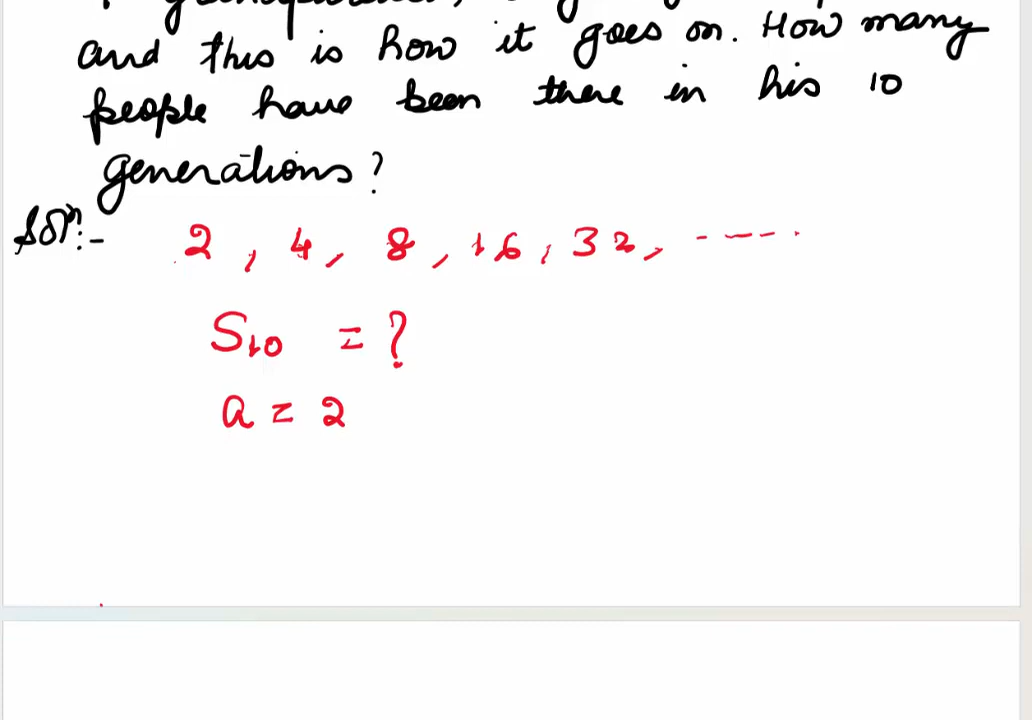 and this is how it goes on. How many
people have been there in his 10
generations?
Solⁿ:- 2, 4, 8, 16, 32, -----.
S₁₀ = ?
a = 2